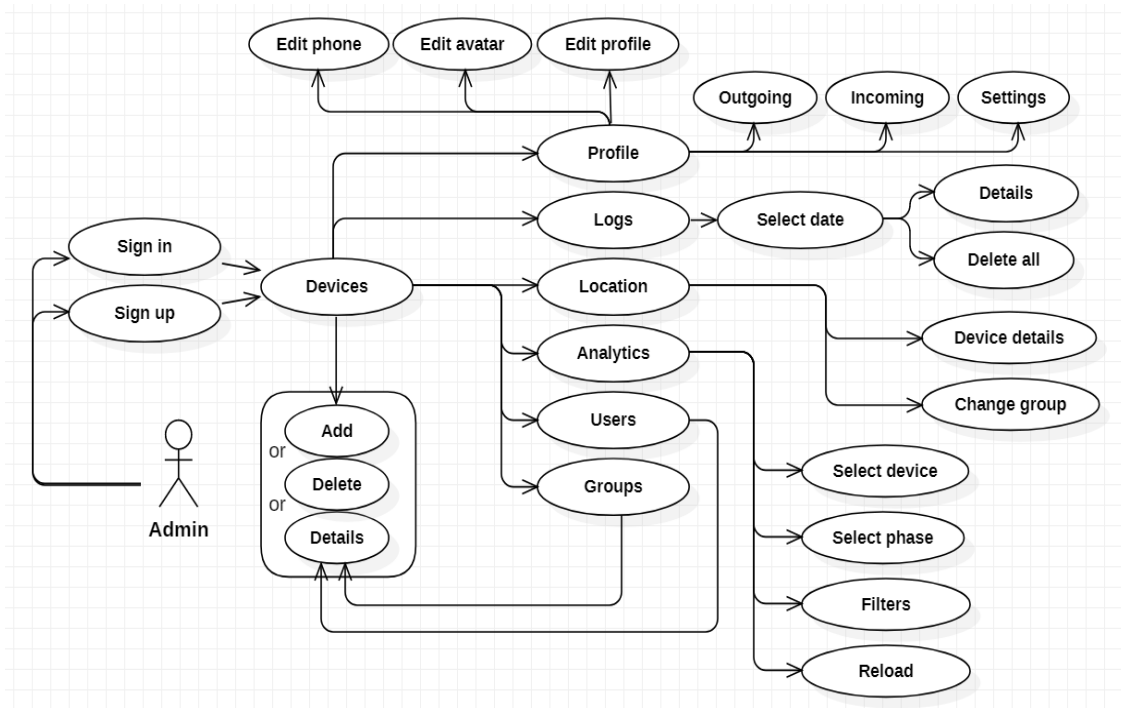 Edit phone
Edit avatar
Edit profile
Outgoing
Incoming
Settings
Profile
Logs
Select date
Details
Delete all
Sign in
Sign up
Devices
Location
Device details
Analytics
Change group
Users
Groups
Add
or
Delete
or
Details
Admin
Select device
Select phase
Filters
Reload